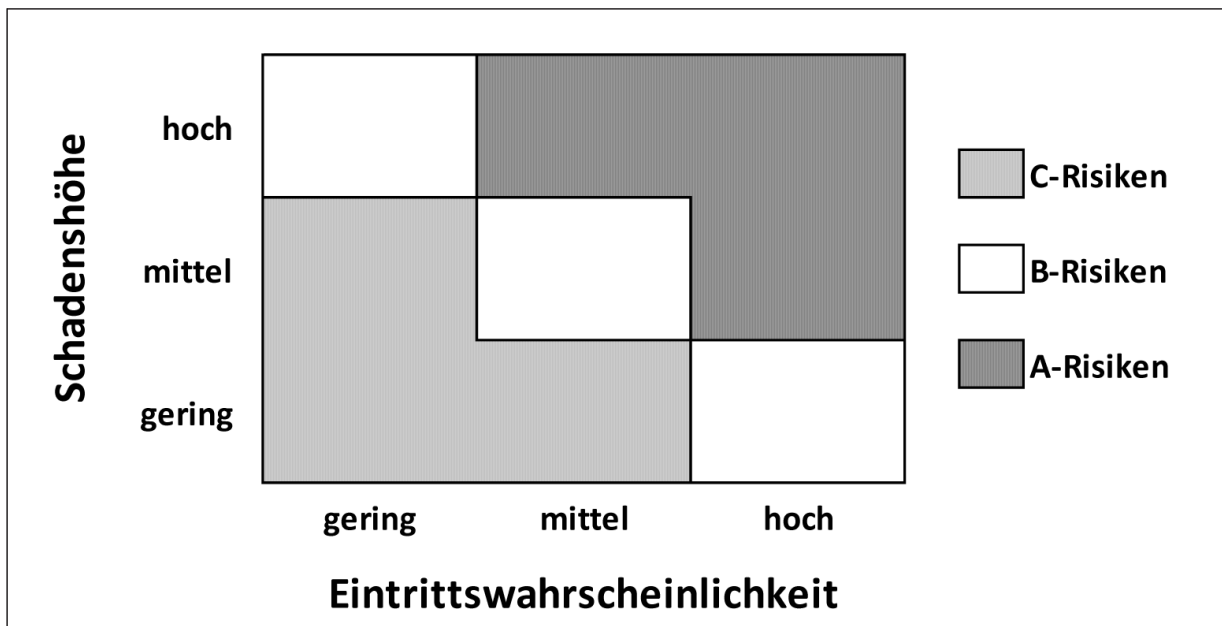 Schadenshöhe
hoch
mittel
gering
gering mittel hoch
Eintrittswahrscheinlichkeit
C-Risiken
B-Risiken
A-Risiken